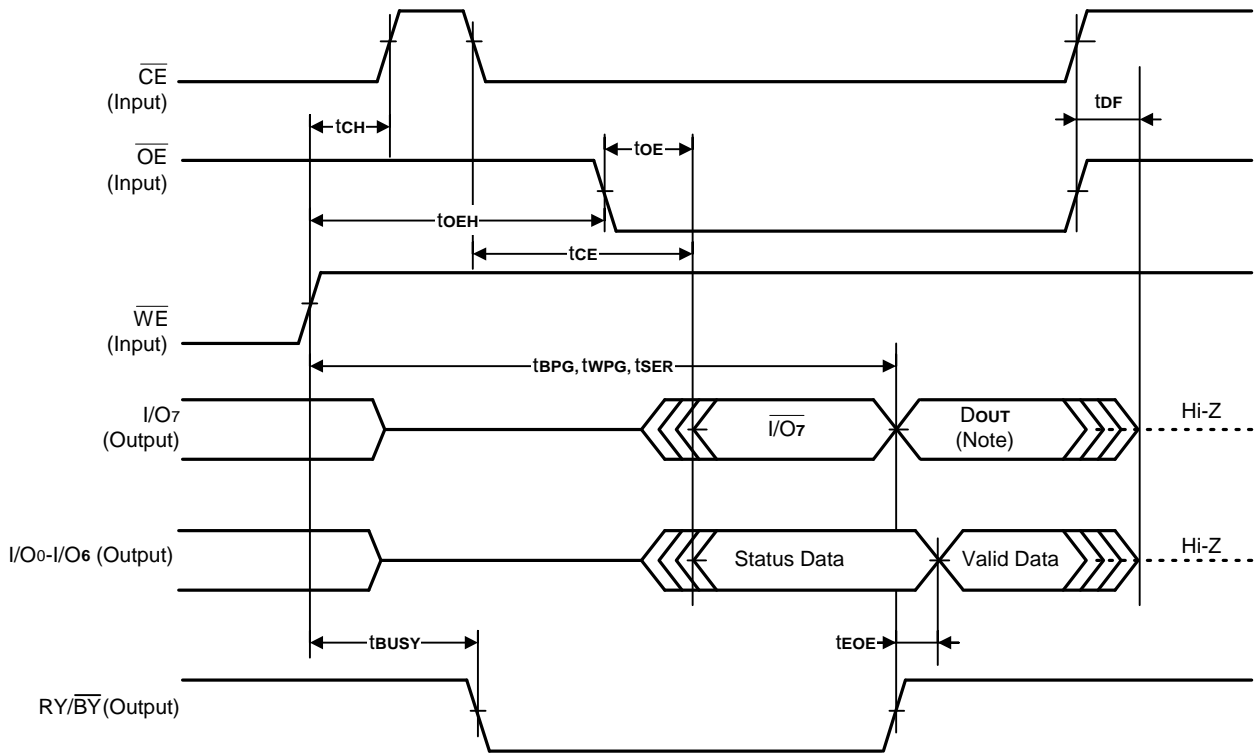 CE
(Input)
tDF
tCH
OE
(Input)
tOE
tOEH
tCE
WE
(Input)
tBPG, tWPG, tSER
I/O7
(Output)
I/O7
DOUT
(Note)
Hi-Z
I/O0-I/O6 (Output)
Status Data
Valid Data
Hi-Z
tBUSY
tEOE
RY/BY (Output)